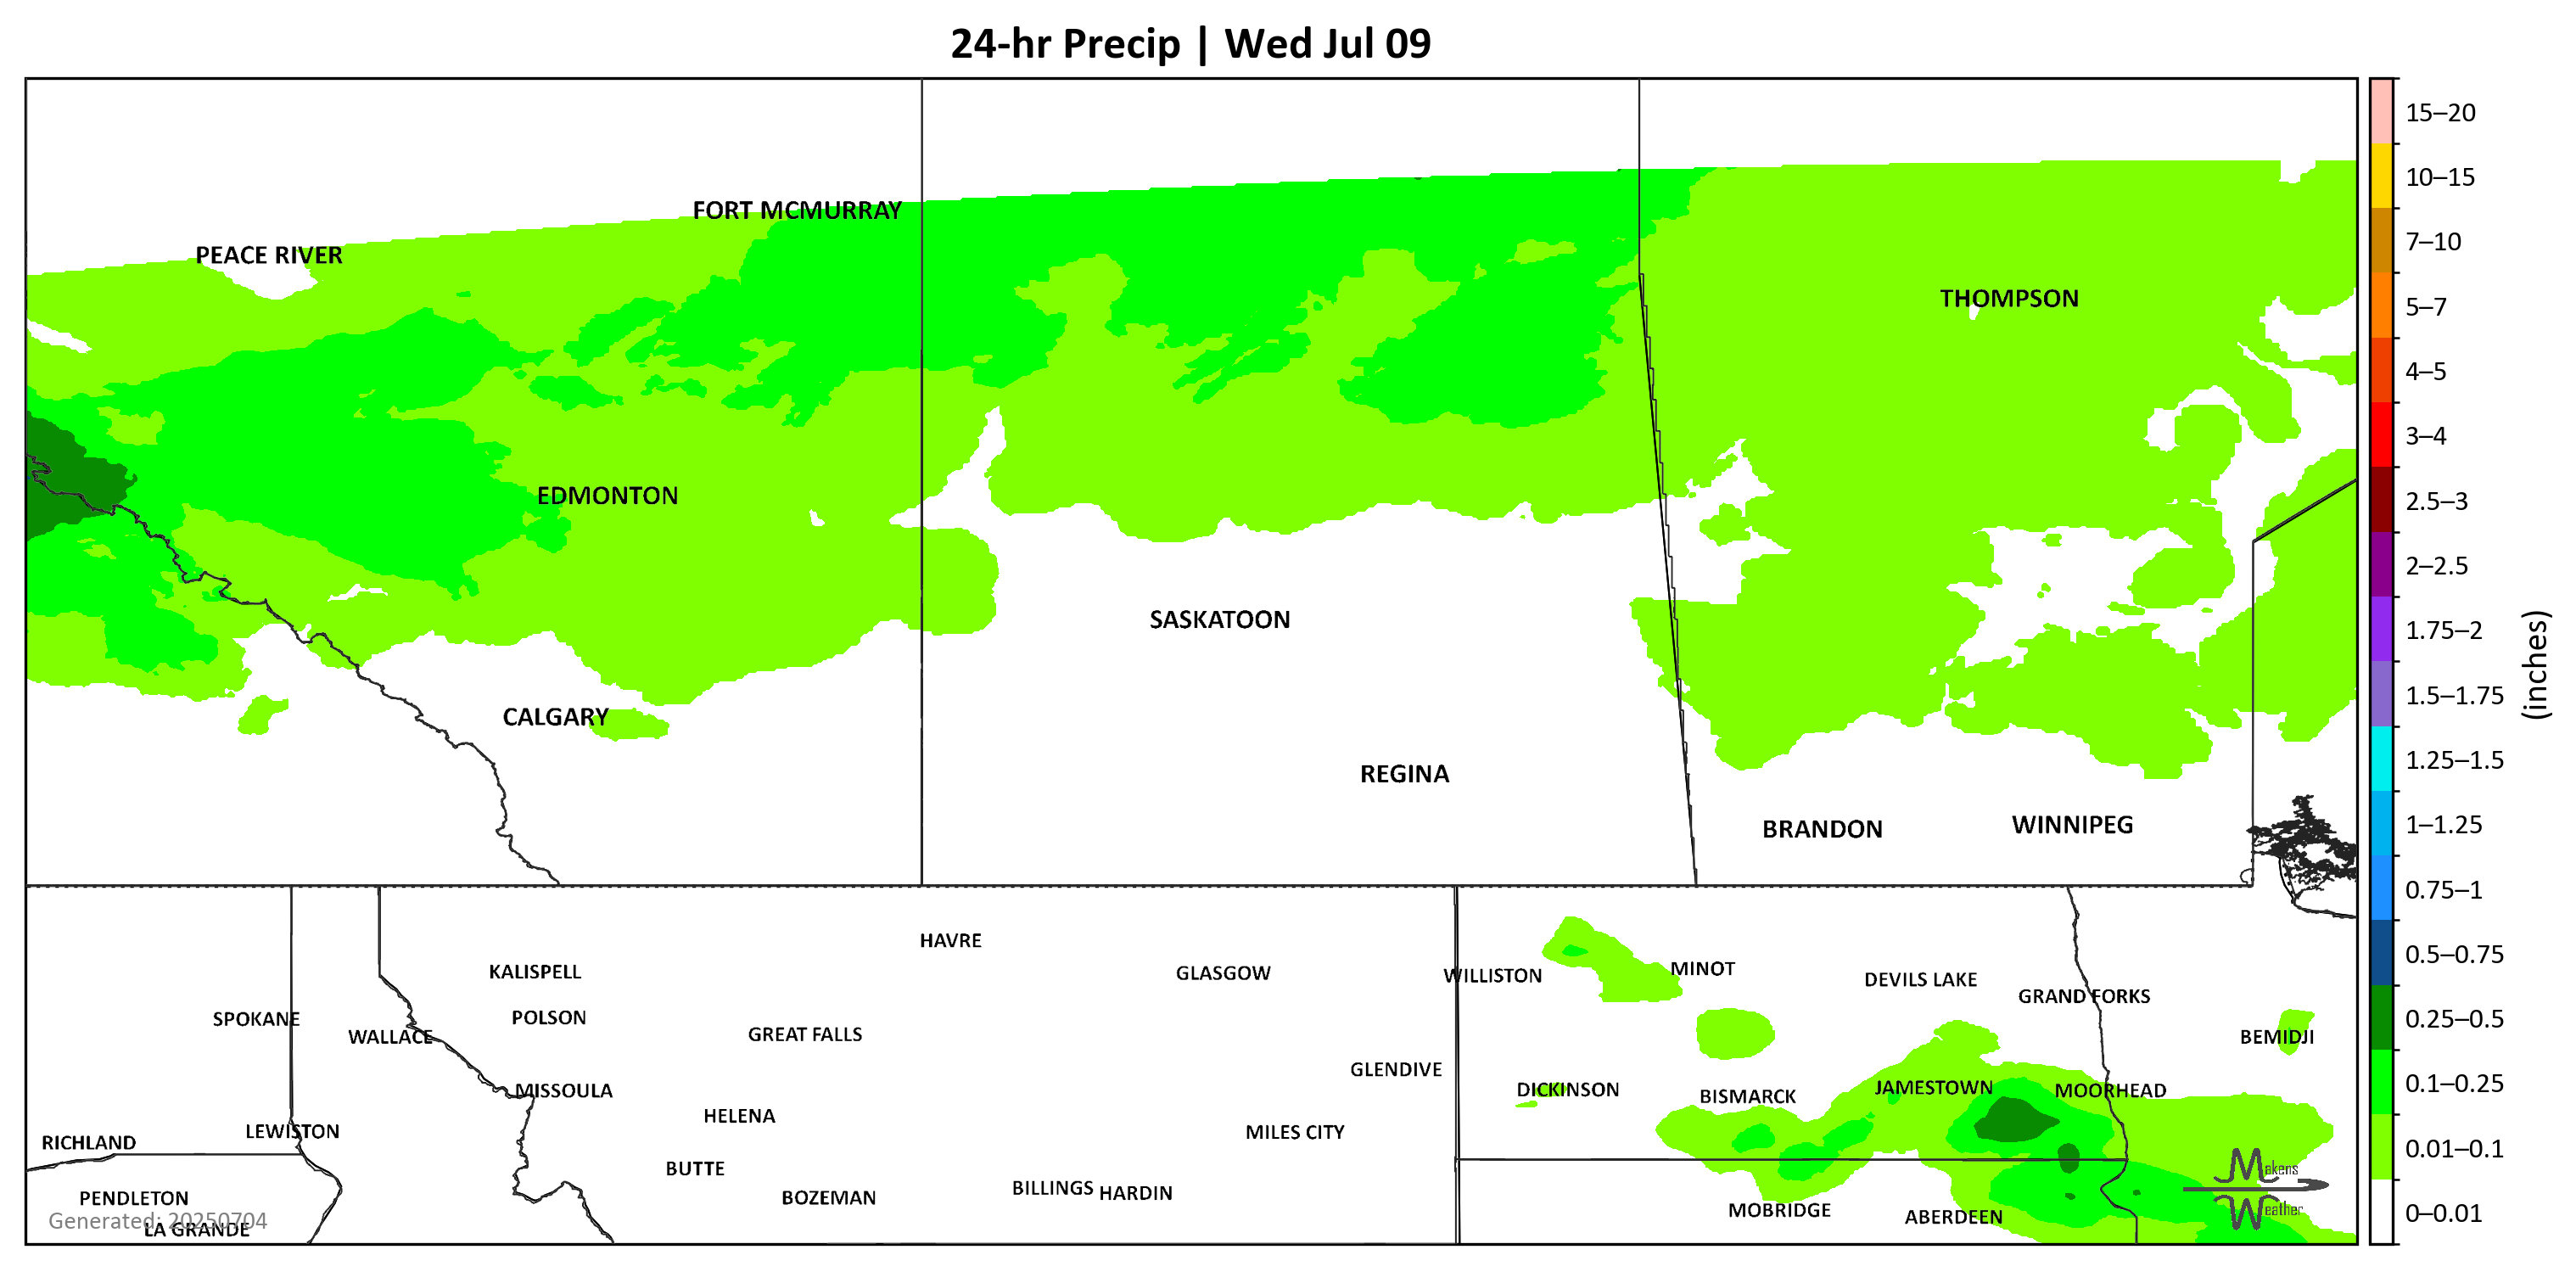 24-hr Precip | Wed Jul 09
15–20
10–15
7–10
5–7
4–5
3–4
2.5–3
2–2.5
1.75–2
1.5–1.75
1.25–1.5
1–1.25
0.75–1
0.5–0.75
0.25–0.5
0.1–0.25
0.01–0.1
0–0.01
(inches)
FORT MCMURRAY
PEACE RIVER
THOMPSON
EDMONTON
SASKATOON
CALGARY
REGINA
BRANDON
WINNIPEG
HAVRE
KALISPELL
GLASGOW
WILLISTON
MINOT
DEVILS LAKE
GRAND FORKS
SPOKANE
POLSON
WALLACE
GREAT FALLS
BEMIDJI
GLENDIVE
MISSOULA
DICKINSON
BISMARCK
JAMESTOWN
MOORHEAD
HELENA
LEWISTON
RICHLAND
MILES CITY
BUTTE
PENDLETON
BOZEMAN
BILLINGS
HARDIN
MOBRIDGE
ABERDEEN
Generated: 20250704
LA GRANDE
Makens
Weather